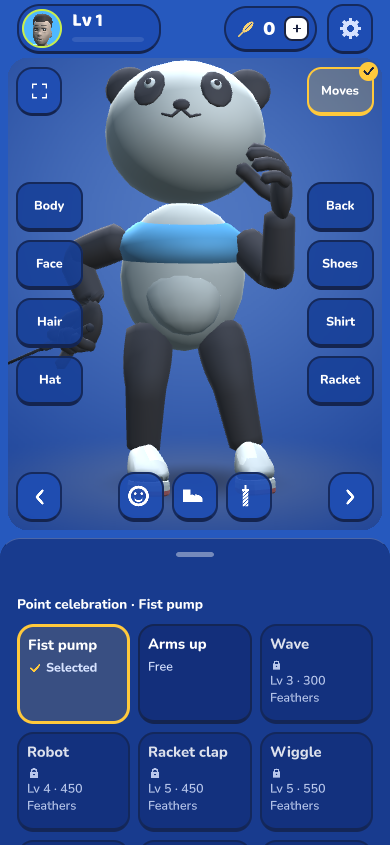 Lv 1
0
+
Moves
Body
Back
Face
Shoes
Hair
Shirt
Hat
Racket
Point celebration · Fist pump
Fist pump
Selected
Arms up
Free
Wave
Lv 3 · 300
Feathers
Robot
Lv 4 · 450
Feathers
Racket clap
Lv 5 · 450
Feathers
Wiggle
Lv 5 · 550
Feathers